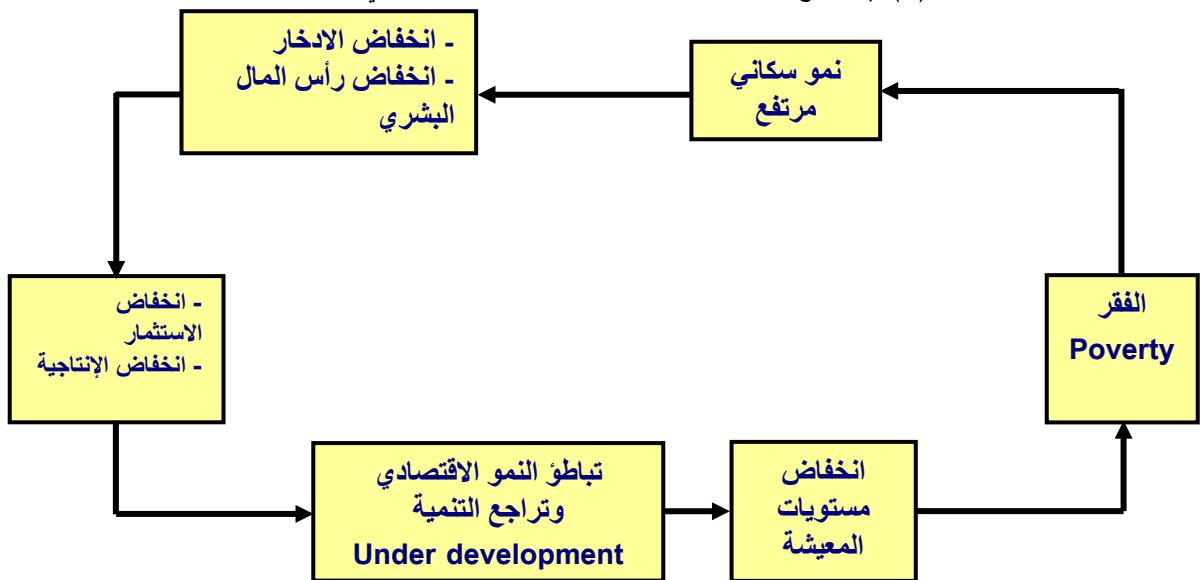 - انخفاض الادخار
- انخفاض رأس المال
البشري
نمو سكاني
مرتفع
- انخفاض
الاستثمار
- انخفاض الإنتاجية
الفقر
Poverty
تباطؤ النمو الاقتصادي
وتراجع التنمية
Under development
انخفاض
مستويات
المعيشة